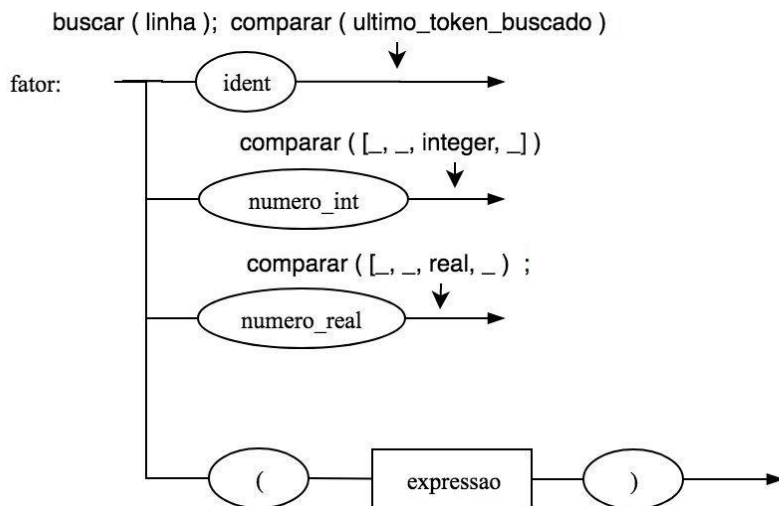 buscar ( linha );  comparar ( ultimo_token_buscado )
fator:
ident
comparar ( [_, _, integer, _] )
numero_int
comparar ( [_, _, real, _ )  ;
numero_real
(
expressao
)